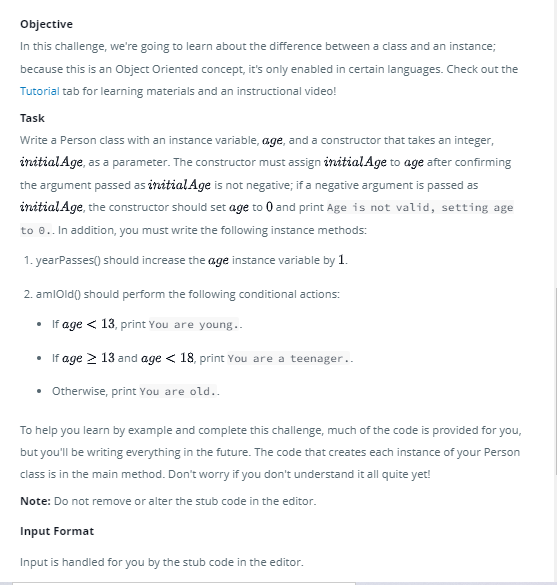 Objective
In this challenge, we're going to learn about the difference between a class and an instance;
because this is an Object Oriented concept, it's only enabled in certain languages. Check out the
Tutorial tab for learning materials and an instructional video!
Task
Write a Person class with an instance variable, age, and a constructor that takes an integer,
initialAge, as a parameter. The constructor must assign initialAge to age after confirming
the argument passed as initialAge is not negative; if a negative argument is passed as
initialAge, the constructor should set age to 0 and print Age is not valid, setting age
to 0.. In addition, you must write the following instance methods:
1. yearPasses() should increase the age instance variable by 1.
2. amIOld() should perform the following conditional actions:
• If age < 13, print You are young..
• If age ≥ 13 and age < 18, print You are a teenager..
• Otherwise, print You are old..
To help you learn by example and complete this challenge, much of the code is provided for you,
but you'll be writing everything in the future. The code that creates each instance of your Person
class is in the main method. Don't worry if you don't understand it all quite yet!
Note: Do not remove or alter the stub code in the editor.
Input Format
Input is handled for you by the stub code in the editor.